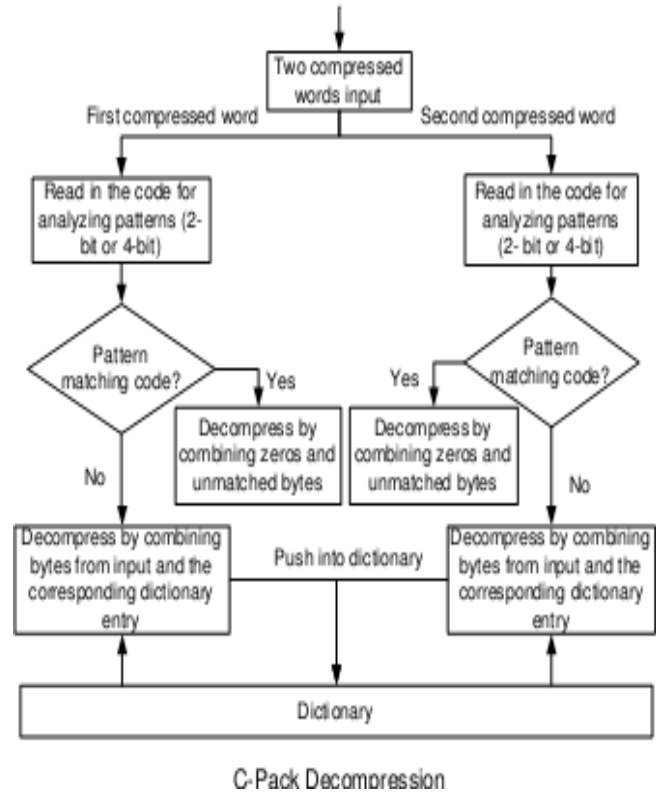 Two compressed
words input
First compressed word
Second compressed word
Read in the code for
analyzing patterns (2-
bit or 4-bit)
Read in the code for
analyzing patterns
(2- bit or 4-bit)
Pattern
matching code?
Yes
Pattern
matching code?
Yes
Decompress by
combining zeros and
unmatched bytes
Decompress by
combining zeros and
unmatched bytes
No
No
Decompress by combining
bytes from input and the
corresponding dictionary
entry
Push into dictionary
Decompress by combining
bytes from input and the
corresponding dictionary
entry
Dictionary
C-Pack Decompression